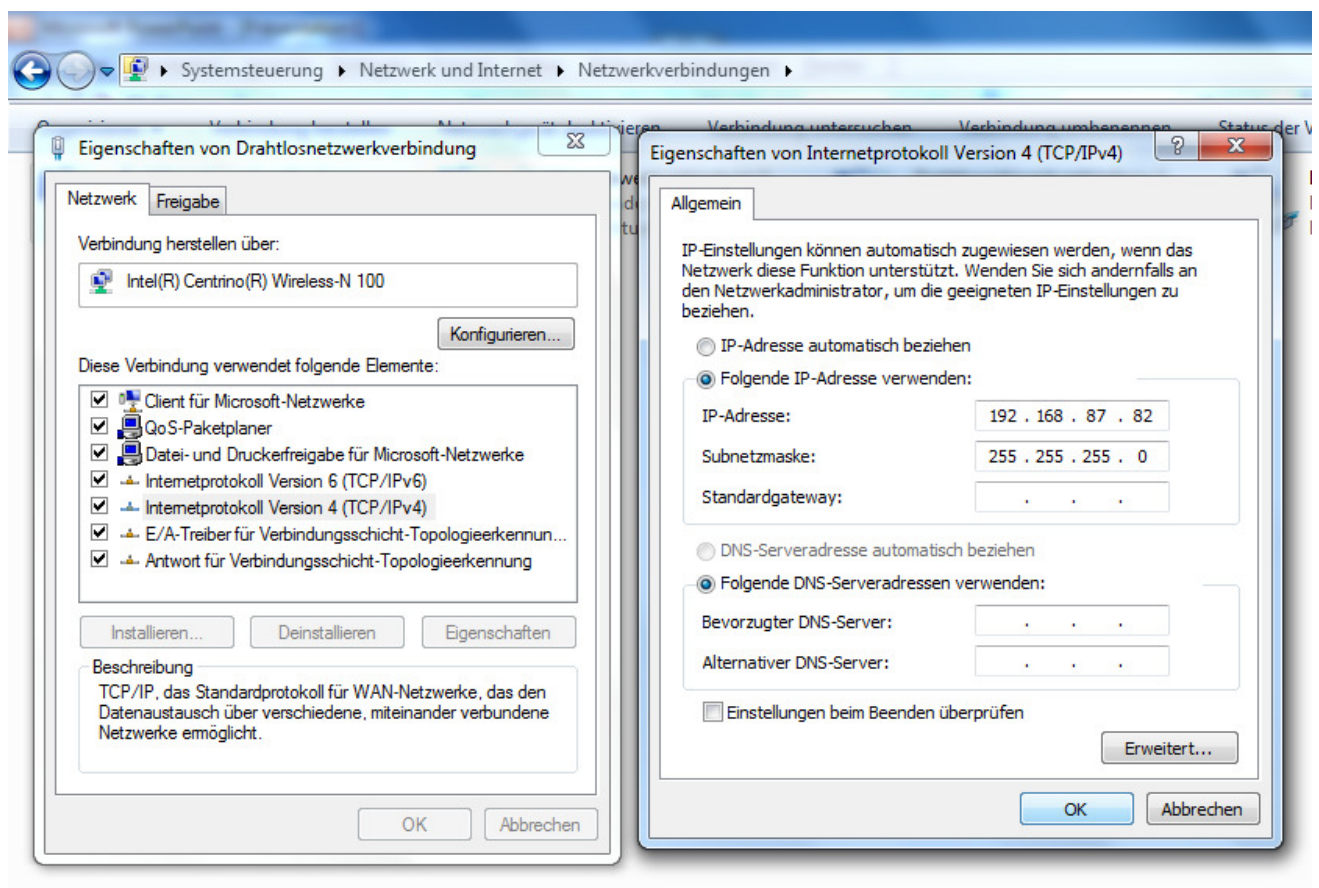 Systemsteuerung ▸ Netzwerk und Internet ▸ Netzwerkverbindungen ▸
Verbindung untersuchen Verbindung umbenennen Status der V
Eigenschaften von Drahtlosnetzwerkverbindung
Netzwerk Freigabe
Verbindung herstellen über:
Intel(R) Centrino(R) Wireless-N 100
Konfigurieren...
Diese Verbindung verwendet folgende Elemente:
Client für Microsoft-Netzwerke
QoS-Paketplaner
Datei- und Druckerfreigabe für Microsoft-Netzwerke
Internetprotokoll Version 6 (TCP/IPv6)
Internetprotokoll Version 4 (TCP/IPv4)
E/A-Treiber für Verbindungsschicht-Topologieerkennun...
Antwort für Verbindungsschicht-Topologieerkennung
Installieren... Deinstallieren Eigenschaften
Beschreibung
TCP/IP, das Standardprotokoll für WAN-Netzwerke, das den
Datenaustausch über verschiedene, miteinander verbundene
Netzwerke ermöglicht.
OK Abbrechen
Eigenschaften von Internetprotokoll Version 4 (TCP/IPv4)
Allgemein
IP-Einstellungen können automatisch zugewiesen werden, wenn das
Netzwerk diese Funktion unterstützt. Wenden Sie sich andernfalls an
den Netzwerkadministrator, um die geeigneten IP-Einstellungen zu
beziehen.
IP-Adresse automatisch beziehen
Folgende IP-Adresse verwenden:
IP-Adresse: 192 . 168 . 87 . 82
Subnetzmaske: 255 . 255 . 255 . 0
Standardgateway: . . .
DNS-Serveradresse automatisch beziehen
Folgende DNS-Serveradressen verwenden:
Bevorzugter DNS-Server: . . .
Alternativer DNS-Server: . . .
Einstellungen beim Beenden überprüfen
Erweitert...
OK Abbrechen